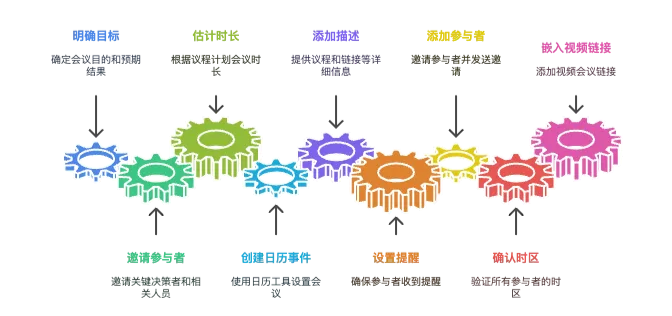 明确目标
确定会议目的和预期
结果
估计时长
根据议程计划会议时
长
添加描述
提供议程和链接等详
细信息
添加参与者
邀请参与者并发送邀
请
嵌入视频链接
添加视频会议链接
邀请参与者
邀请关键决策者和相
关人员
创建日历事件
使用日历工具设置会
议
设置提醒
确保参与者收到提醒
确认时区
验证所有参与者的时
区